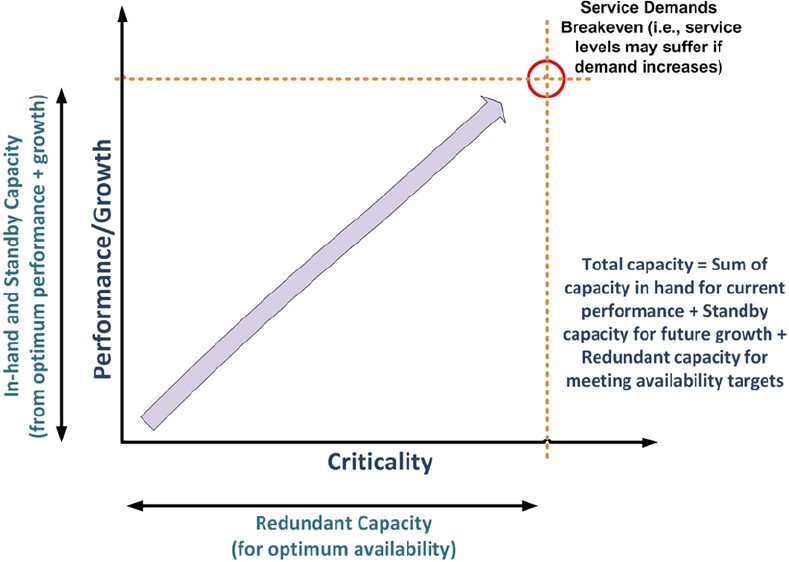 Service Demands
Breakeven (i.e., service
levels may suffer if
demand increases)
In-hand and Standby Capacity
(from optimum performance + growth)
Performance/Growth
Total capacity = Sum of
capacity in hand for current
performance + Standby
capacity for future growth +
Redundant capacity for
meeting availability targets
Criticality
Redundant Capacity
(for optimum availability)